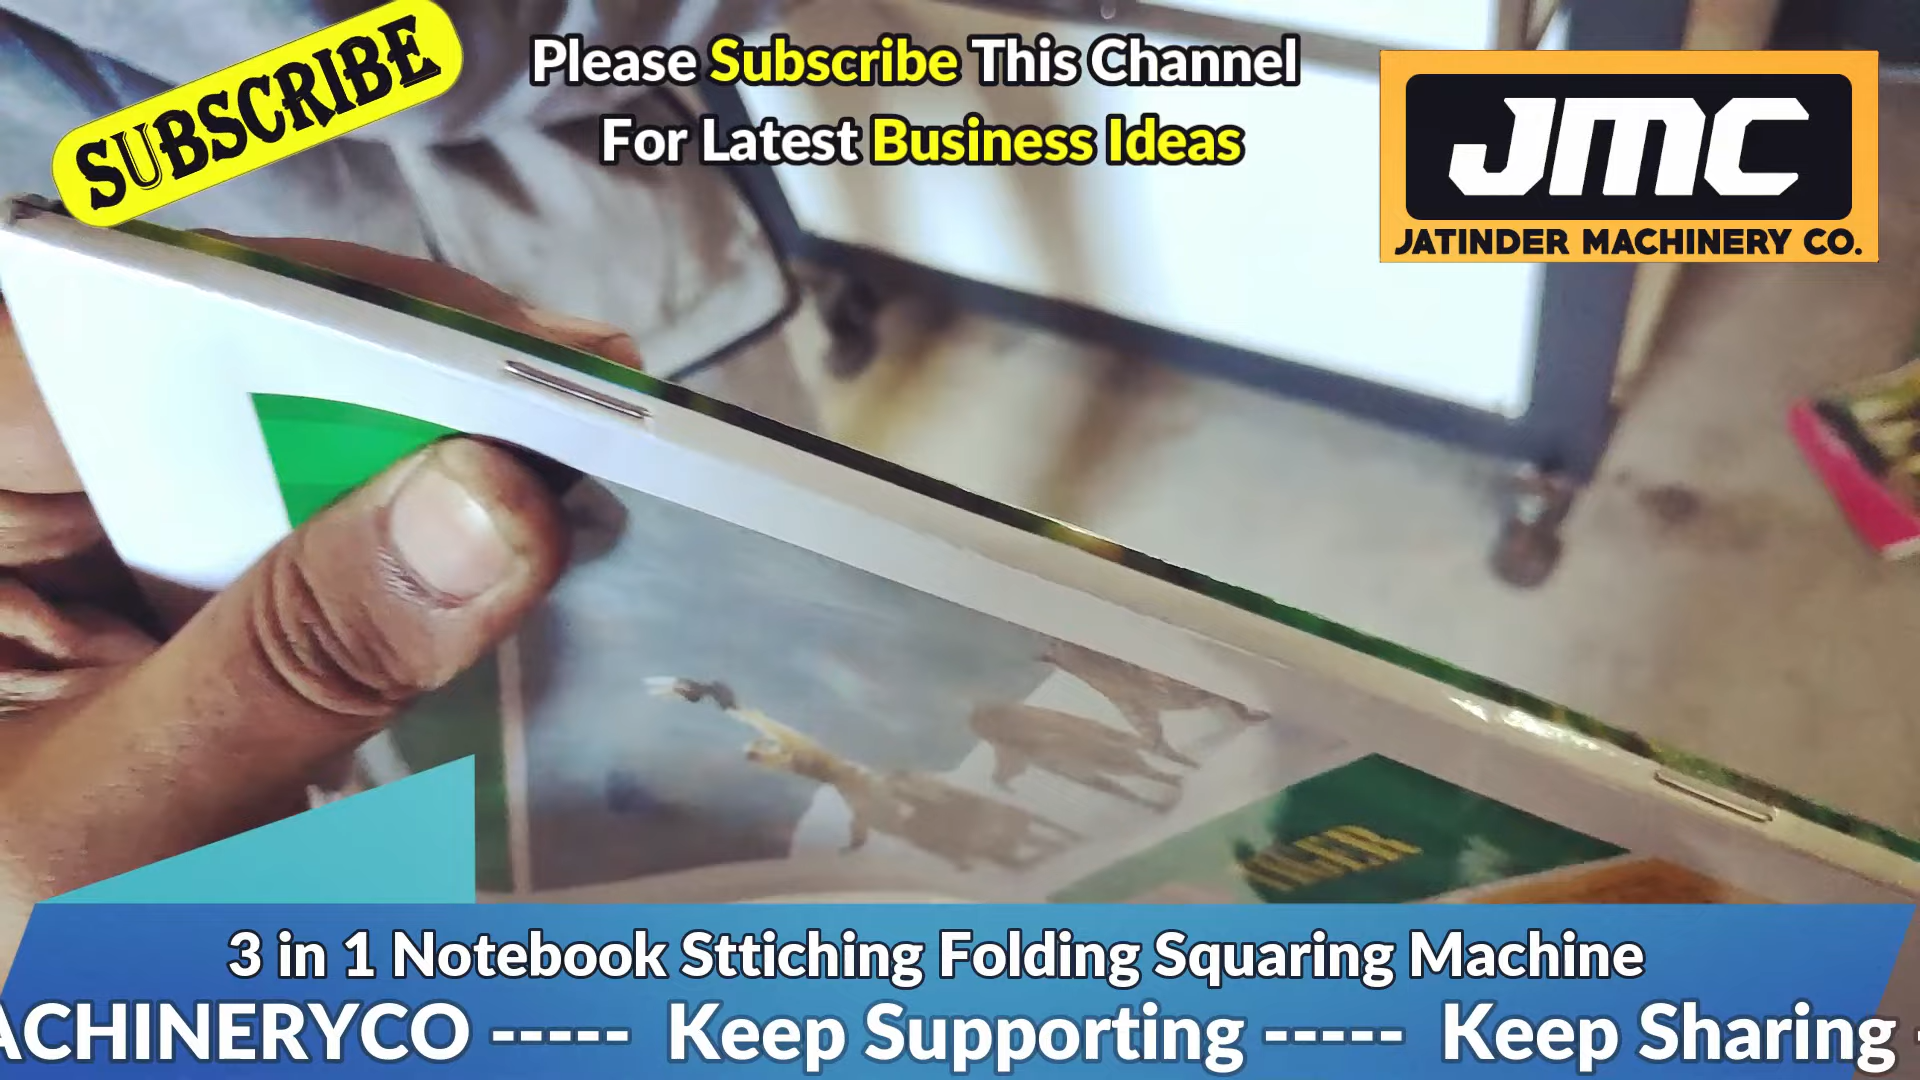 SUBSCRIBE
Please Subscribe This Channel
For Latest Business Ideas
JMC
JATINDER MACHINERY CO.
3 in 1 Notebook Sttiching Folding Squaring Machine
ACHINERYCO ----- Keep Supporting ----- Keep Sharing -